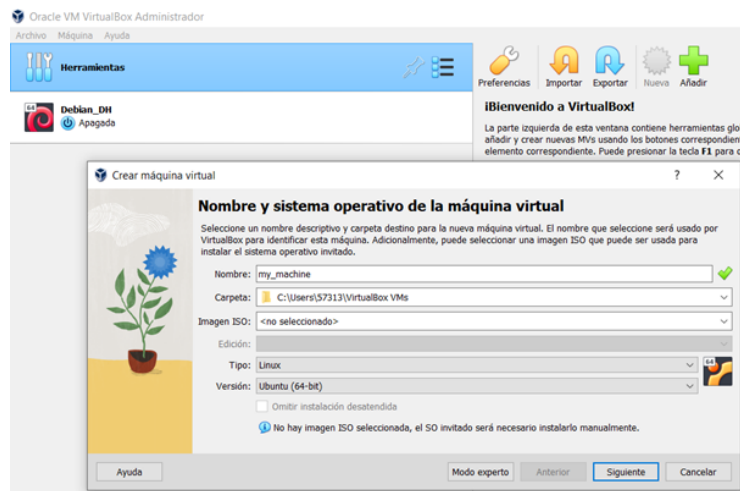 Oracle VM VirtualBox Administrador
Archivo Máquina Ayuda
Herramientas
Preferencias Importar Exportar Nueva Añadir
64
Debian_DH
Apagada
¡Bienvenido a VirtualBox!
La parte izquierda de esta ventana contiene herramientas glo
añadir y crear nuevas MVs usando los botones correspondien
elemento correspondiente. Puede presionar la tecla F1 para
Crear máquina virtual
? X
Nombre y sistema operativo de la máquina virtual
Seleccione un nombre descriptivo y carpeta destino para la nueva máquina virtual. El nombre que seleccione será usado por
VirtualBox para identificar esta máquina. Adicionalmente, puede seleccionar una imagen ISO que puede ser usada para
instalar el sistema operativo invitado.
Nombre: my_machine
Carpeta: C:\Users\57313\VirtualBox VMs
Imagen ISO: <no seleccionado>
Edición:
Tipo: Linux
64
Versión: Ubuntu (64-bit)
Omitir instalación desatendida
No hay imagen ISO seleccionada, el SO invitado será necesario instalarlo manualmente.
Ayuda Modo experto Anterior Siguiente Cancelar